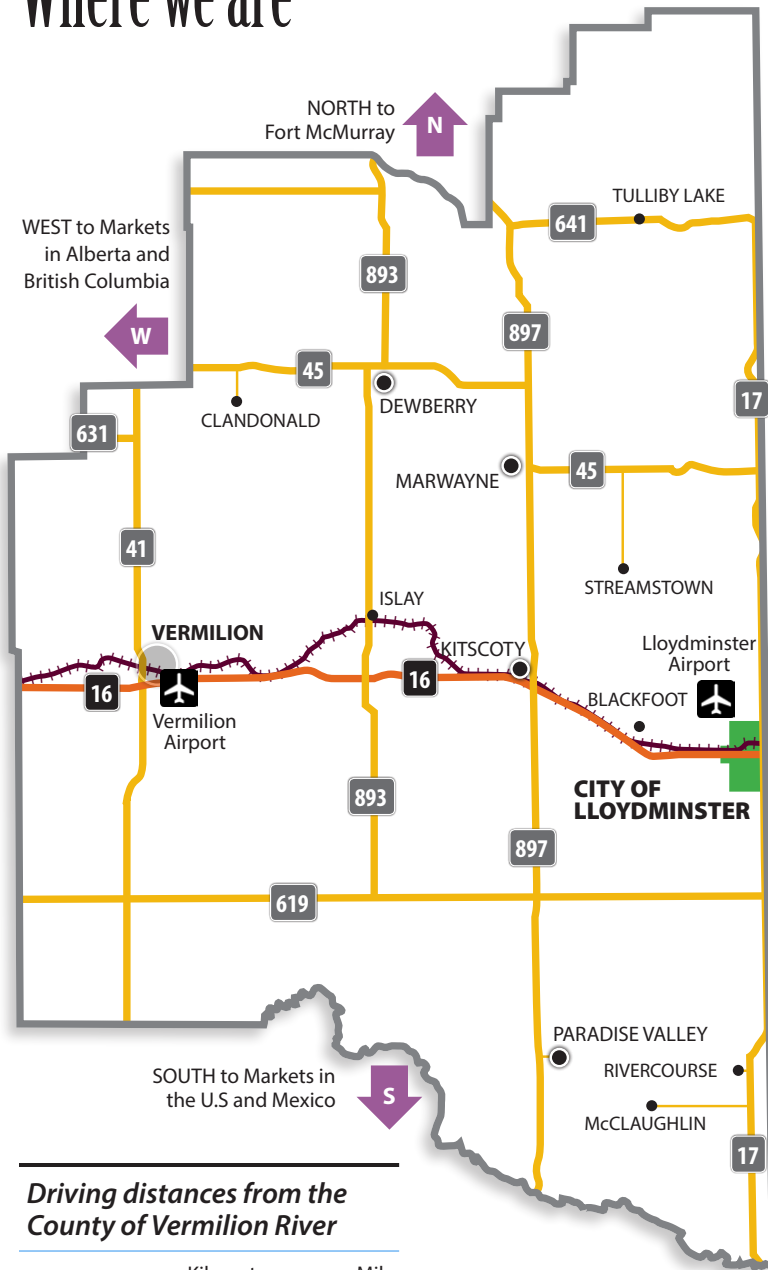 Where we are
NORTH to
Fort McMurray
N
TULLIBY LAKE
641
WEST to Markets
in Alberta and
British Columbia
893
W
897
45
17
DEWBERRY
CLANDONALD
631
MARWAYNE
45
41
STREAMSTOWN
ISLAY
VERMILION
KITSCOTY
Lloydminster
Airport
16
16
BLACKFOOT
Vermilion
Airport
CITY OF
LLOYDMINSTER
893
897
619
PARADISE VALLEY
RIVERCOURSE
SOUTH to Markets in
the U.S and Mexico
S
McCLAUGHLIN
17
Driving distances from the
County of Vermilion River